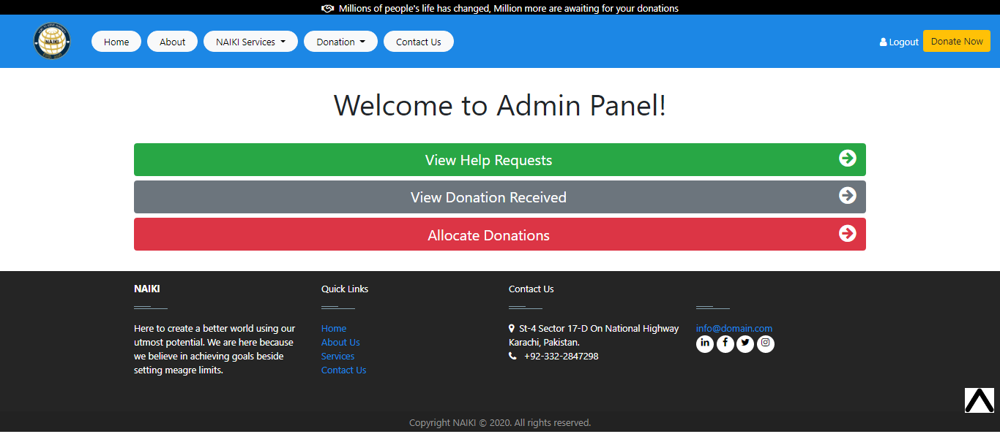 Millions of people's life has changed, Million more are awaiting for your donations
NAIKI
Home
About
NAIKI Services
Donation
Contact Us
Logout
Donate Now
Welcome to Admin Panel!
View Help Requests
View Donation Received
Allocate Donations
NAIKI
Here to create a better world using our
utmost potential. We are here because
we believe in achieving goals beside
setting meagre limits.
Quick Links
Home
About Us
Services
Contact Us
Contact Us
St-4 Sector 17-D On National Highway
Karachi, Pakistan.
+92-332-2847298
info@domain.com
Copyright NAIKI © 2020. All rights reserved.